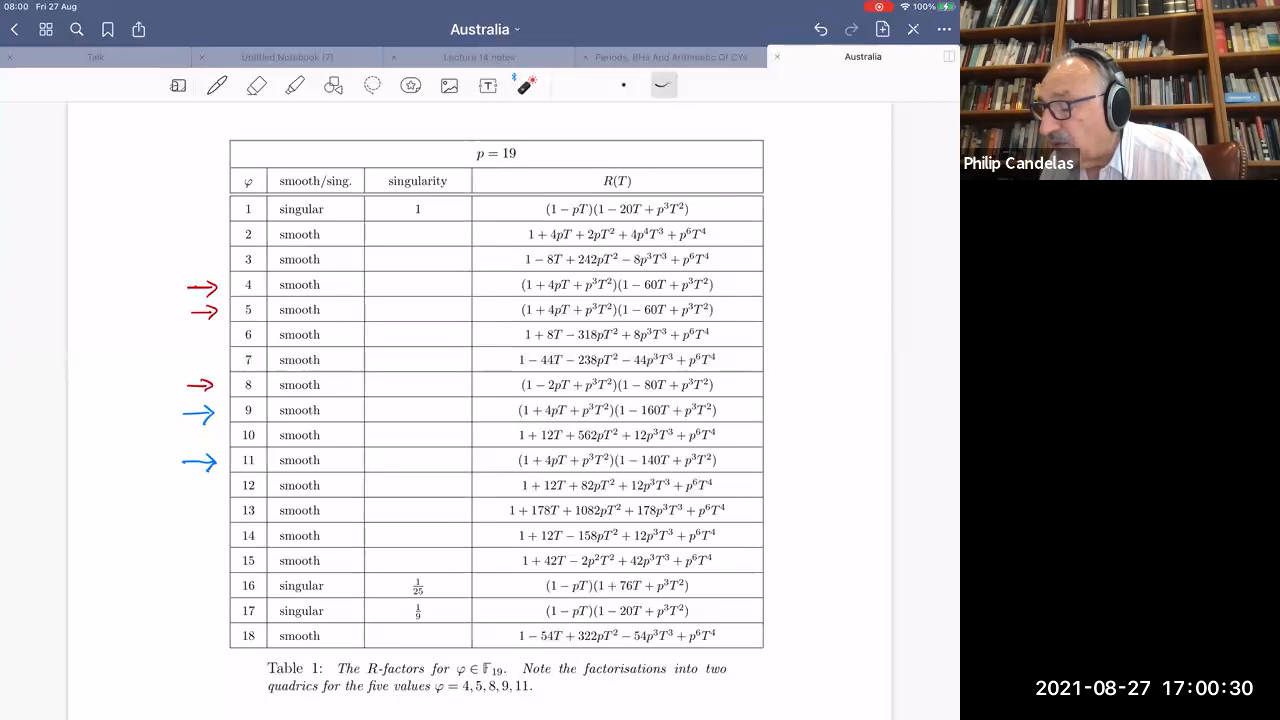 08:00 Fri 27 Aug 100%
Australia
Talk Untitled Notebook (7) Lecture 14 notes Periods, BHs And Arithmetic Of CYs Australia
Philip Candelas
p = 19
φ smooth/sing. singularity R(T)
1 singular 1 (1 − pT)(1 − 20T + p³T²)
2 smooth 1 + 4pT + 2pT² + 4p⁴T³ + p⁶T⁴
3 smooth 1 − 8T + 242pT² − 8p³T³ + p⁶T⁴
4 smooth (1 + 4pT + p³T²)(1 − 60T + p³T²)
5 smooth (1 + 4pT + p³T²)(1 − 60T + p³T²)
6 smooth 1 + 8T − 318pT² + 8p³T³ + p⁶T⁴
7 smooth 1 − 44T − 238pT² − 44p³T³ + p⁶T⁴
8 smooth (1 − 2pT + p³T²)(1 − 80T + p³T²)
9 smooth (1 + 4pT + p³T²)(1 − 160T + p³T²)
10 smooth 1 + 12T + 562pT² + 12p³T³ + p⁶T⁴
11 smooth (1 + 4pT + p³T²)(1 − 140T + p³T²)
12 smooth 1 + 12T + 82pT² + 12p³T³ + p⁶T⁴
13 smooth 1 + 178T + 1082pT² + 178p³T³ + p⁶T⁴
14 smooth 1 + 12T − 158pT² + 12p³T³ + p⁶T⁴
15 smooth 1 + 42T − 2p²T² + 42p³T³ + p⁶T⁴
16 singular 1/25 (1 − pT)(1 + 76T + p³T²)
17 singular 1/9 (1 − pT)(1 − 20T + p³T²)
18 smooth 1 − 54T + 322pT² − 54p³T³ + p⁶T⁴
Table 1: The R-factors for φ ∈ 𝔽₁₉. Note the factorisations into two
quadrics for the five values φ = 4, 5, 8, 9, 11.
2021-08-27 17:00:30